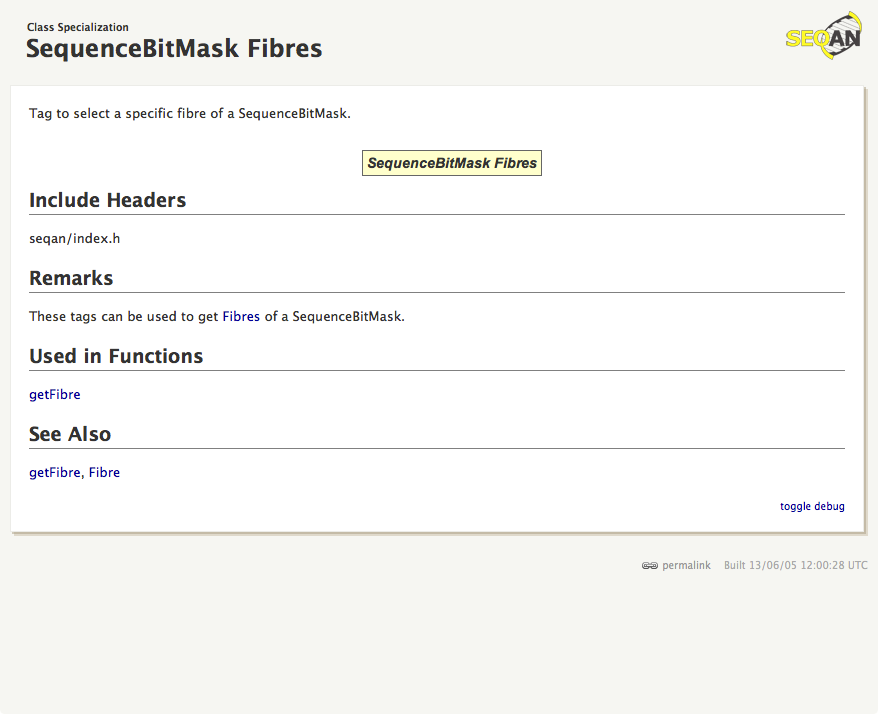 Class Specialization
SequenceBitMask Fibres
SEQAN
Tag to select a specific fibre of a SequenceBitMask.
SequenceBitMask Fibres
Include Headers
seqan/index.h
Remarks
These tags can be used to get Fibres of a SequenceBitMask.
Used in Functions
getFibre
See Also
getFibre, Fibre
toggle debug
permalink Built 13/06/05 12:00:28 UTC